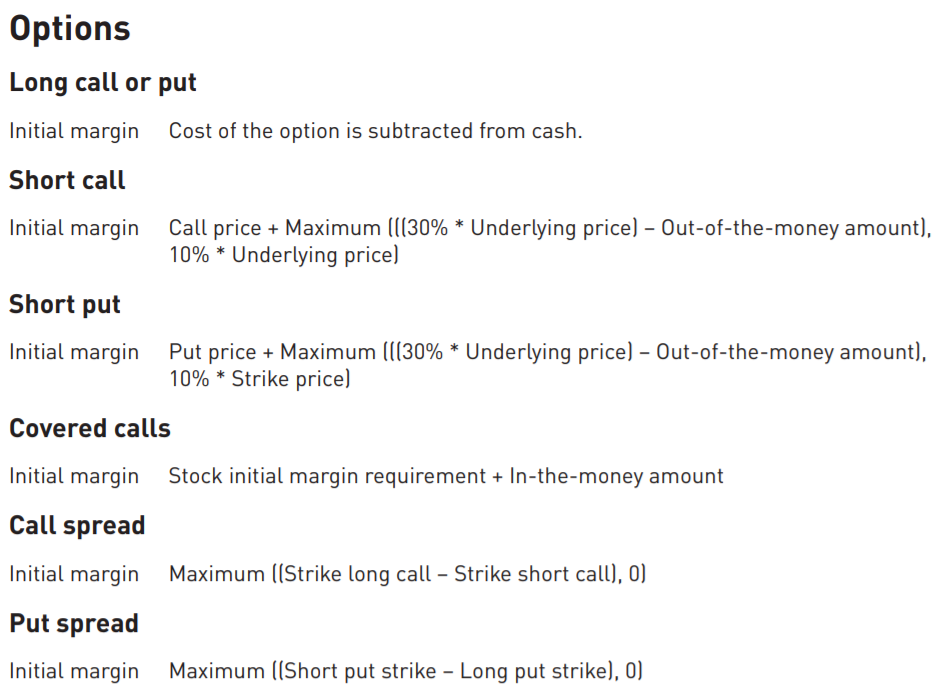 Options
Long call or put
Initial margin Cost of the option is subtracted from cash.
Short call
Initial margin Call price + Maximum (((30% * Underlying price) – Out-of-the-money amount),
10% * Underlying price)
Short put
Initial margin Put price + Maximum (((30% * Underlying price) – Out-of-the-money amount),
10% * Strike price)
Covered calls
Initial margin Stock initial margin requirement + In-the-money amount
Call spread
Initial margin Maximum ((Strike long call – Strike short call), 0)
Put spread
Initial margin Maximum ((Short put strike – Long put strike), 0)